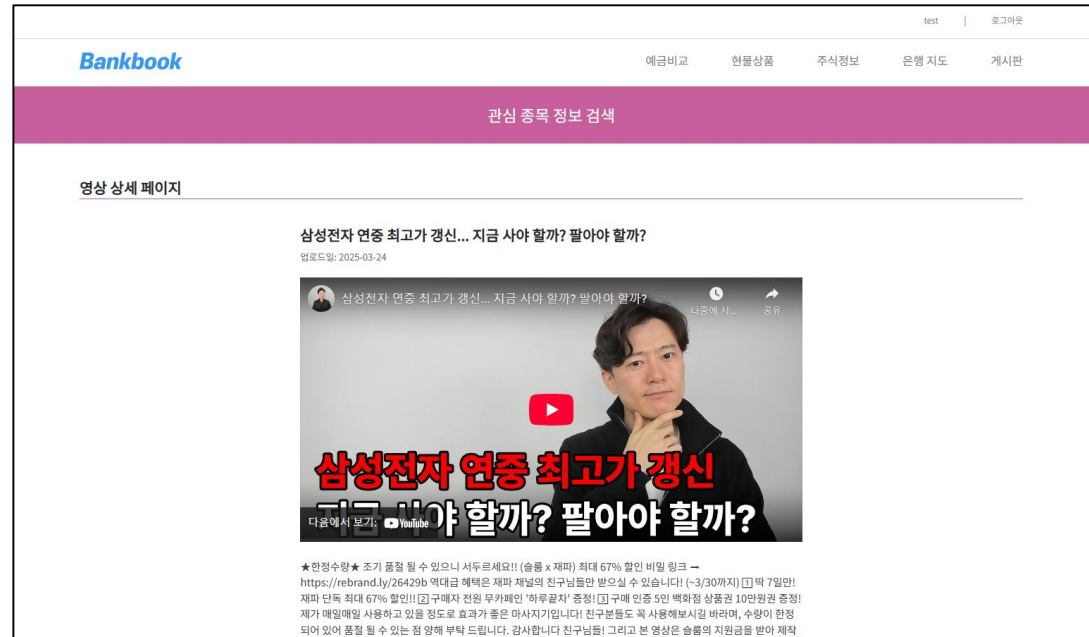 test | 로그아웃
Bankbook
예금비교 현물상품 주식정보 은행 지도 게시판
관심 종목 정보 검색
영상 상세 페이지
삼성전자 연중 최고가 갱신... 지금 사야 할까? 팔아야 할까?
업로드일: 2025-03-24
삼성전자 연중 최고가 갱신... 지금 사야 할까? 팔아야 할까?
나중에 시... 공유
삼성전자 연중 최고가 갱신
지금 사야 할까? 팔아야 할까?
다음에서 보기: YouTube
★한정수량★ 조기 품절 될 수 있으니 서두르세요!! (슬룸 x 재파) 최대 67% 할인 비밀 링크 ➡
https://rebrand.ly/26429b 역대급 혜택은 재파 채널의 친구님들만 받으실 수 있습니다! (~3/30까지) 1 딱 7일만!
재파 단독 최대 67% 할인!! 2 구매자 전원 무카페인 '하루끝차' 증정! 3 구매 인증 5인 백화점 상품권 10만원권 증정!
제가 매일매일 사용하고 있을 정도로 효과가 좋은 마사지기입니다! 친구분들도 꼭 사용해보시길 바라며, 수량이 한정
되어 있어 품절 될 수 있는 점 양해 부탁 드립니다. 감사합니다 친구님들! 그리고 본 영상은 슬룸의 지원금을 받아 제작